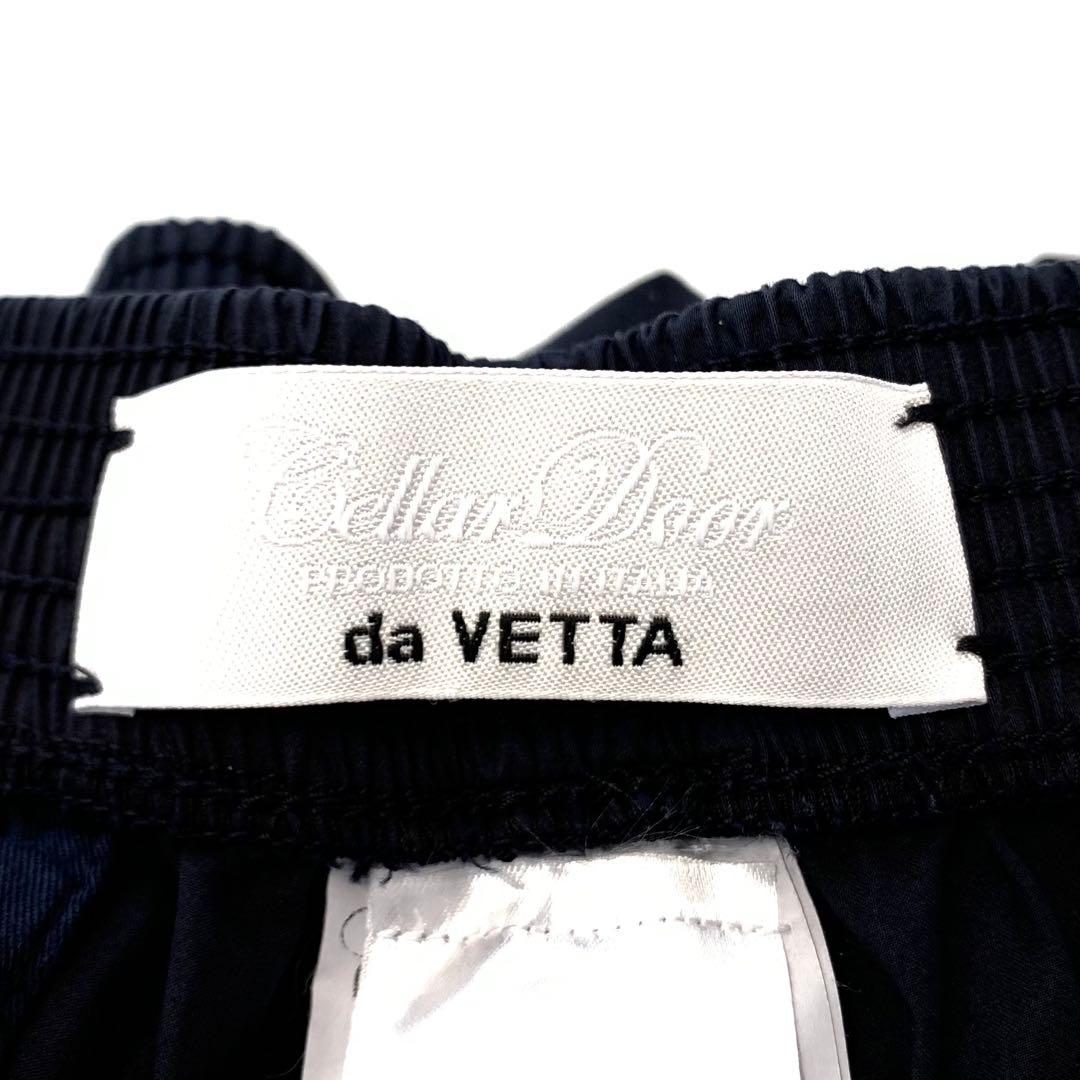 Cellar Door
PRODOTTO IN ITALIA
da VETTA